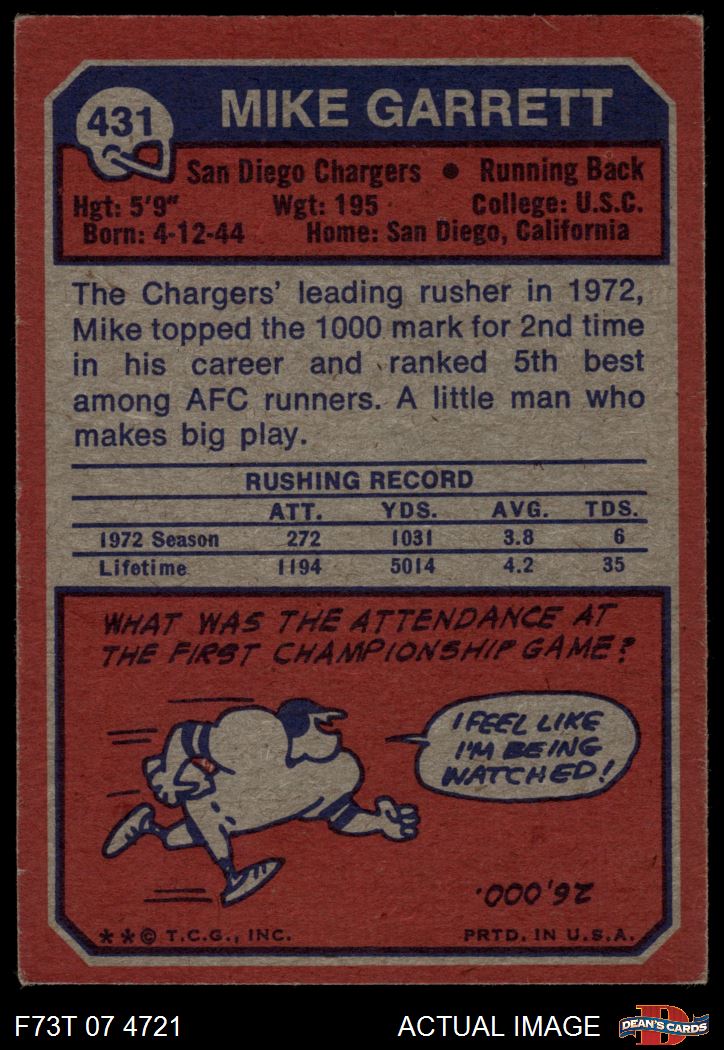 431
MIKE GARRETT
San Diego Chargers • Running Back
Hgt: 5'9" Wgt: 195 College: U.S.C.
Born: 4-12-44 Home: San Diego, California
The Chargers' leading rusher in 1972,
Mike topped the 1000 mark for 2nd time
in his career and ranked 5th best
among AFC runners. A little man who
makes big play.
RUSHING RECORD
ATT. YDS. AVG. TDS.
1972 Season 272 1031 3.8 6
Lifetime 1194 5014 4.2 35
WHAT WAS THE ATTENDANCE AT
THE FIRST CHAMPIONSHIP GAME?
I FEEL LIKE
I'M BEING
WATCHED!
26,000.
**© T.C.G., INC. PRTD. IN U.S.A.
F73T 07 4721 ACTUAL IMAGE
D
DEAN'S CARDS